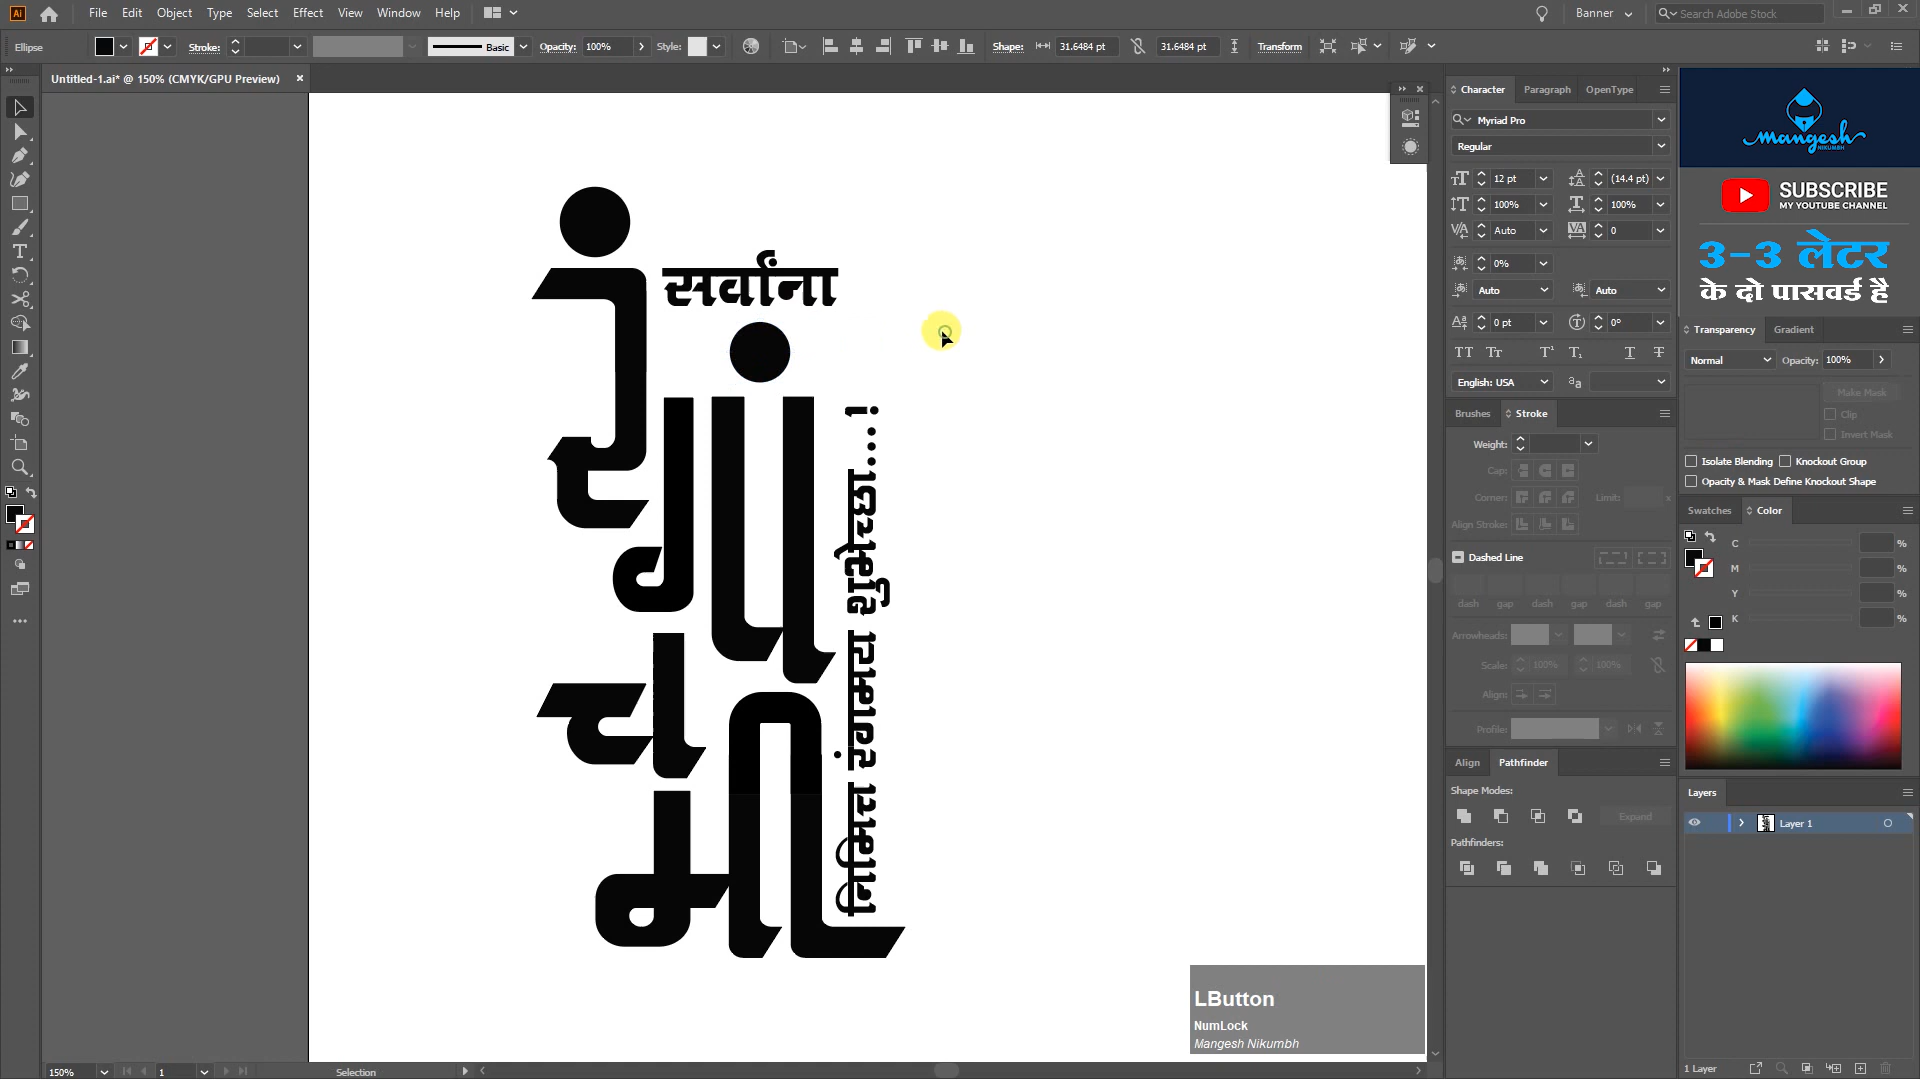 File Edit Object Type Select Effect View Window Help
Banner
Search Adobe Stock
Ellipse
Stroke:
Basic
Opacity: 100%
Style:
Shape: 31.6484 pt 31.6484 pt
Transform
Untitled-1.ai* @ 150% (CMYK/GPU Preview)
सर्वांना
रंगपंचमी
Character Paragraph OpenType
Myriad Pro
Regular
12 pt (14.4 pt)
100% 100%
Auto 0
0%
Auto Auto
0 pt 0°
English: USA
Brushes Stroke
Weight:
Cap:
Corner: Limit: x
Align Stroke:
Dashed Line
dash gap dash gap dash gap
Arrowheads:
Scale: 100% 100%
Align:
Profile:
Align Pathfinder
Shape Modes:
Expand
Pathfinders:
mangesh
NIKUMBH
SUBSCRIBE
MY YOUTUBE CHANNEL
3-3 लेटर
के दो पासवर्ड है
Transparency Gradient
Normal Opacity: 100%
Make Mask
Clip
Invert Mask
Isolate Blending Knockout Group
Opacity & Mask Define Knockout Shape
Swatches Color
C %
M %
Y %
K %
Layers
Layer 1
1 Layer
LButton
NumLock
Mangesh Nikumbh
150% 1 Selection